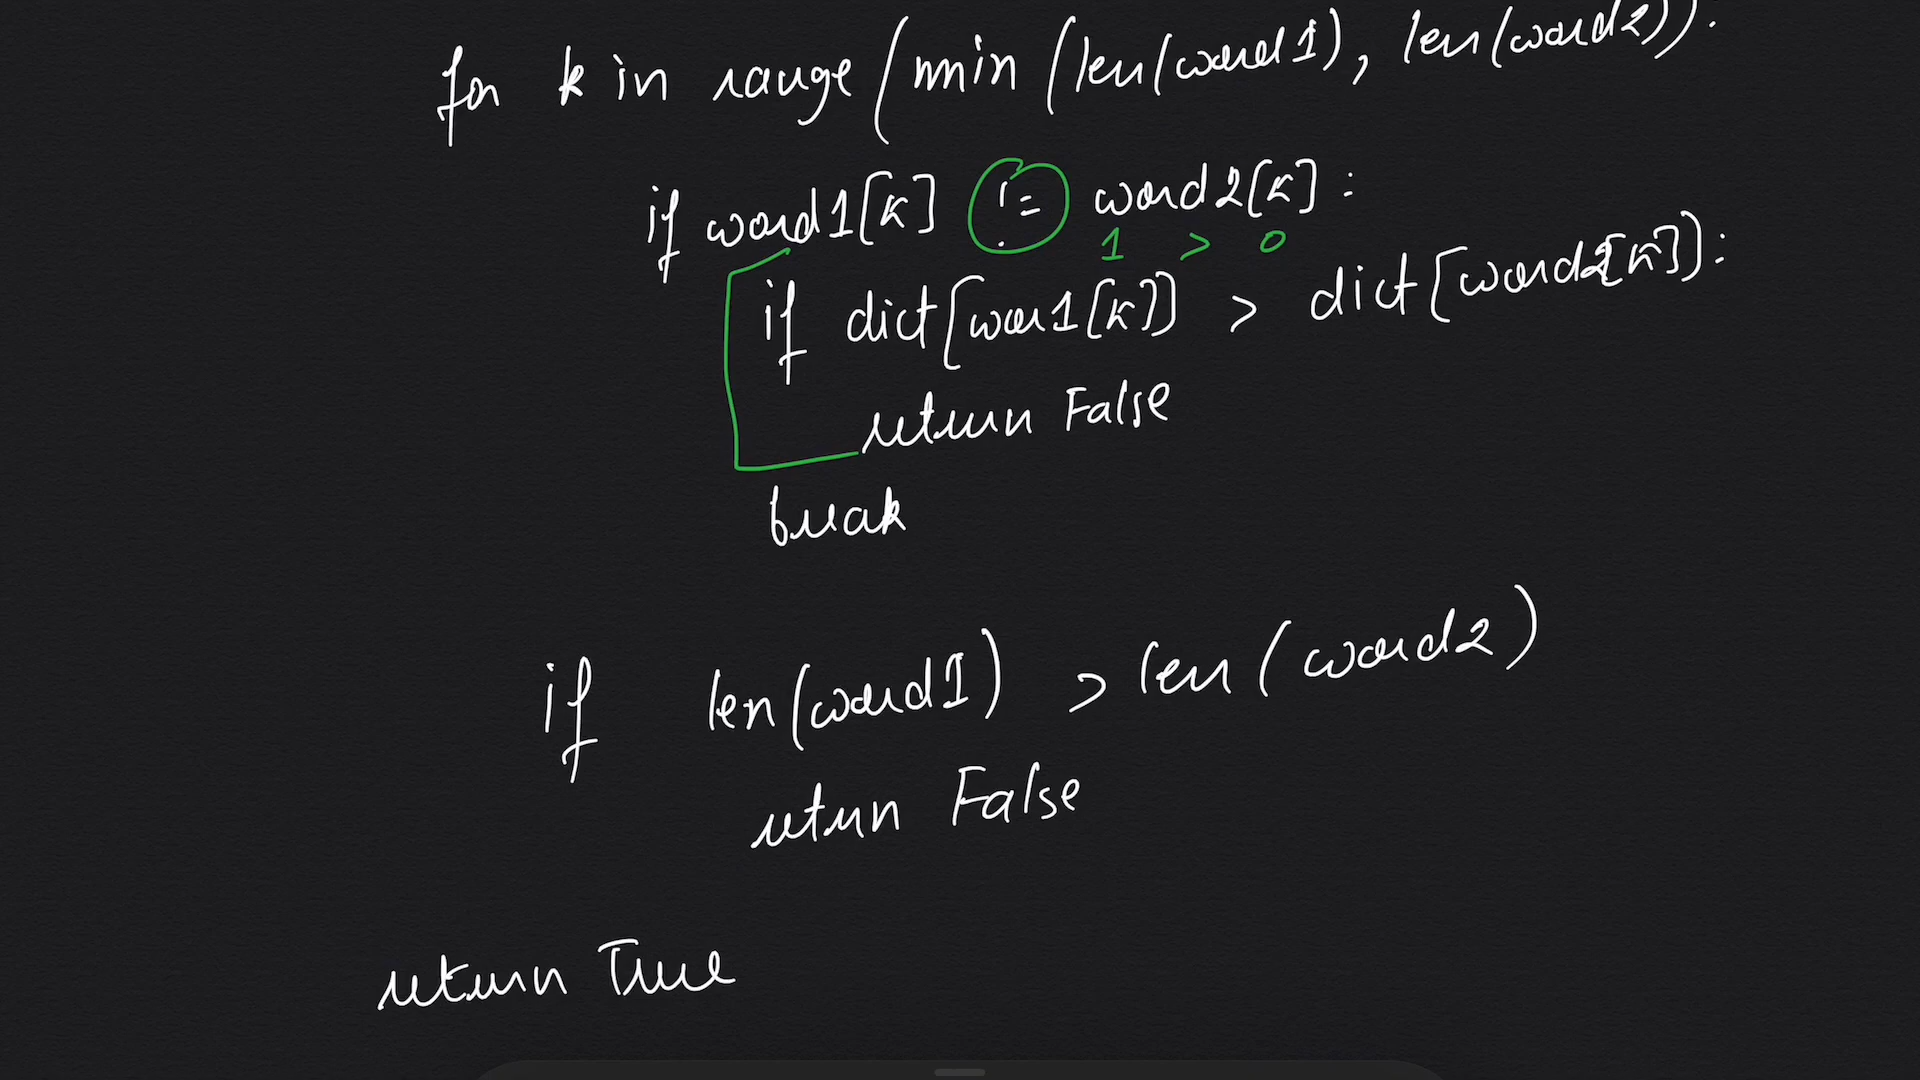 for k in range(min(len(word1), len(word2)):
if word1[k] != word2[k]:
1 > 0
if dict[wor1[k]] > dict[word2[k]]:
return False
break
if len(word1) > len(word2)
return False
return True